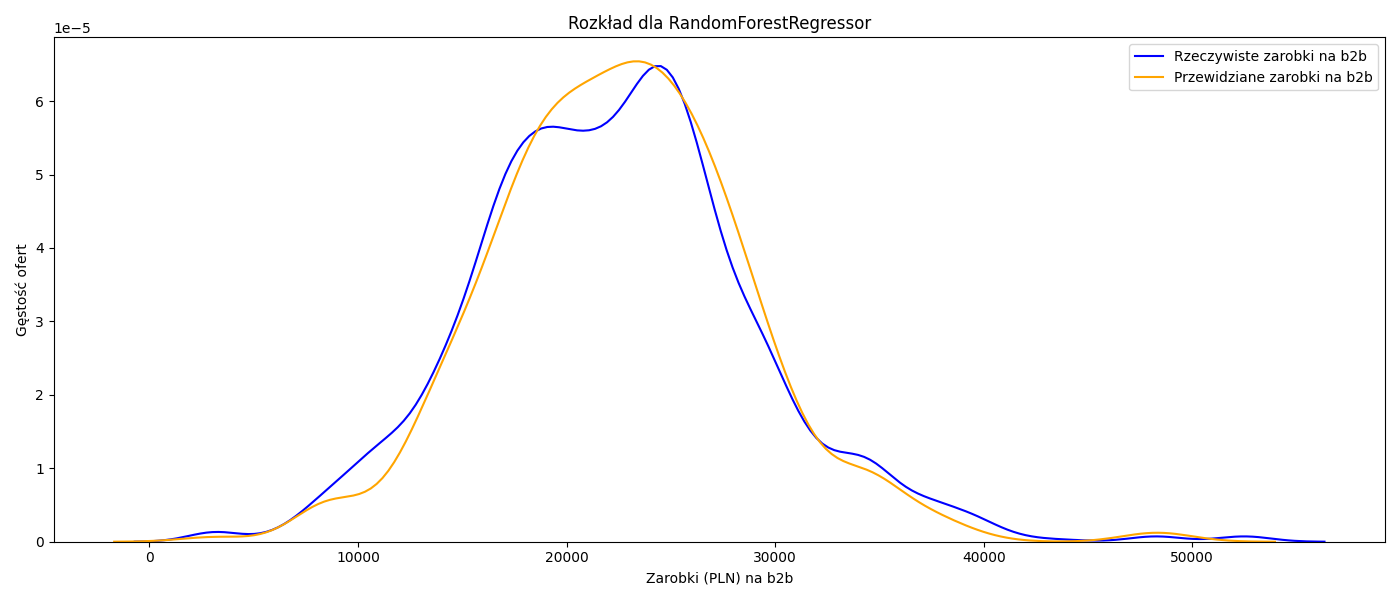 Rozkład dla RandomForestRegressor
1e−5
Rzeczywiste zarobki na b2b
Przewidziane zarobki na b2b
6
5
4
3
2
1
0
Gęstość ofert
0 10000 20000 30000 40000 50000
Zarobki (PLN) na b2b